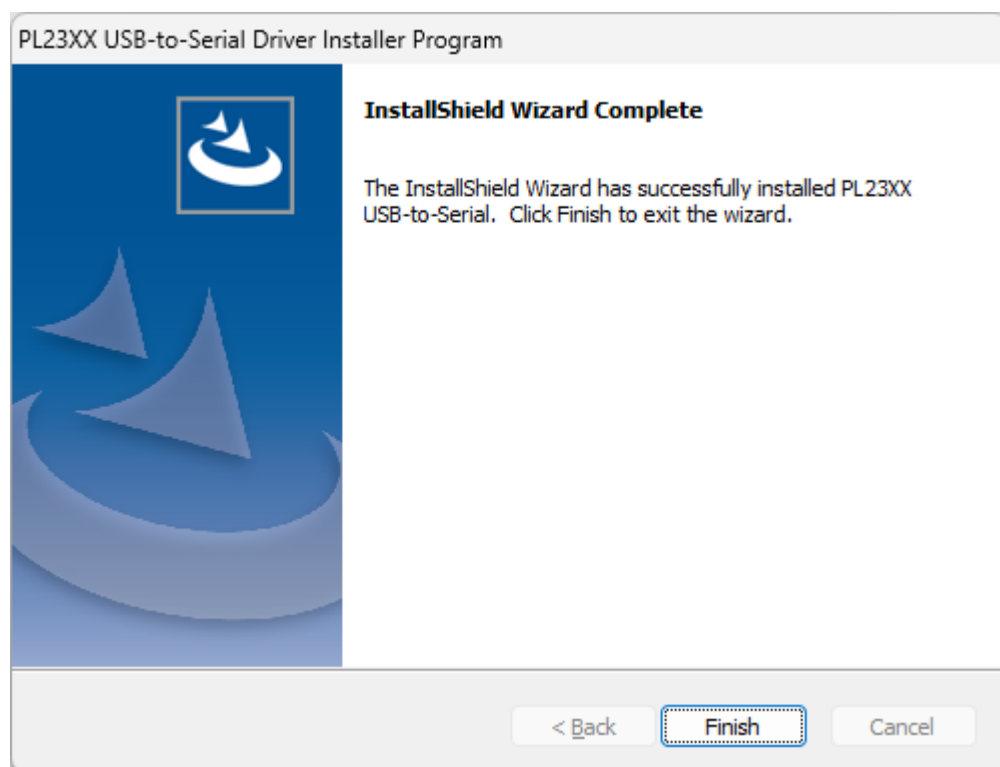 PL23XX USB-to-Serial Driver Installer Program
InstallShield Wizard Complete
The InstallShield Wizard has successfully installed PL23XX
USB-to-Serial.  Click Finish to exit the wizard.
< Back
Finish
Cancel